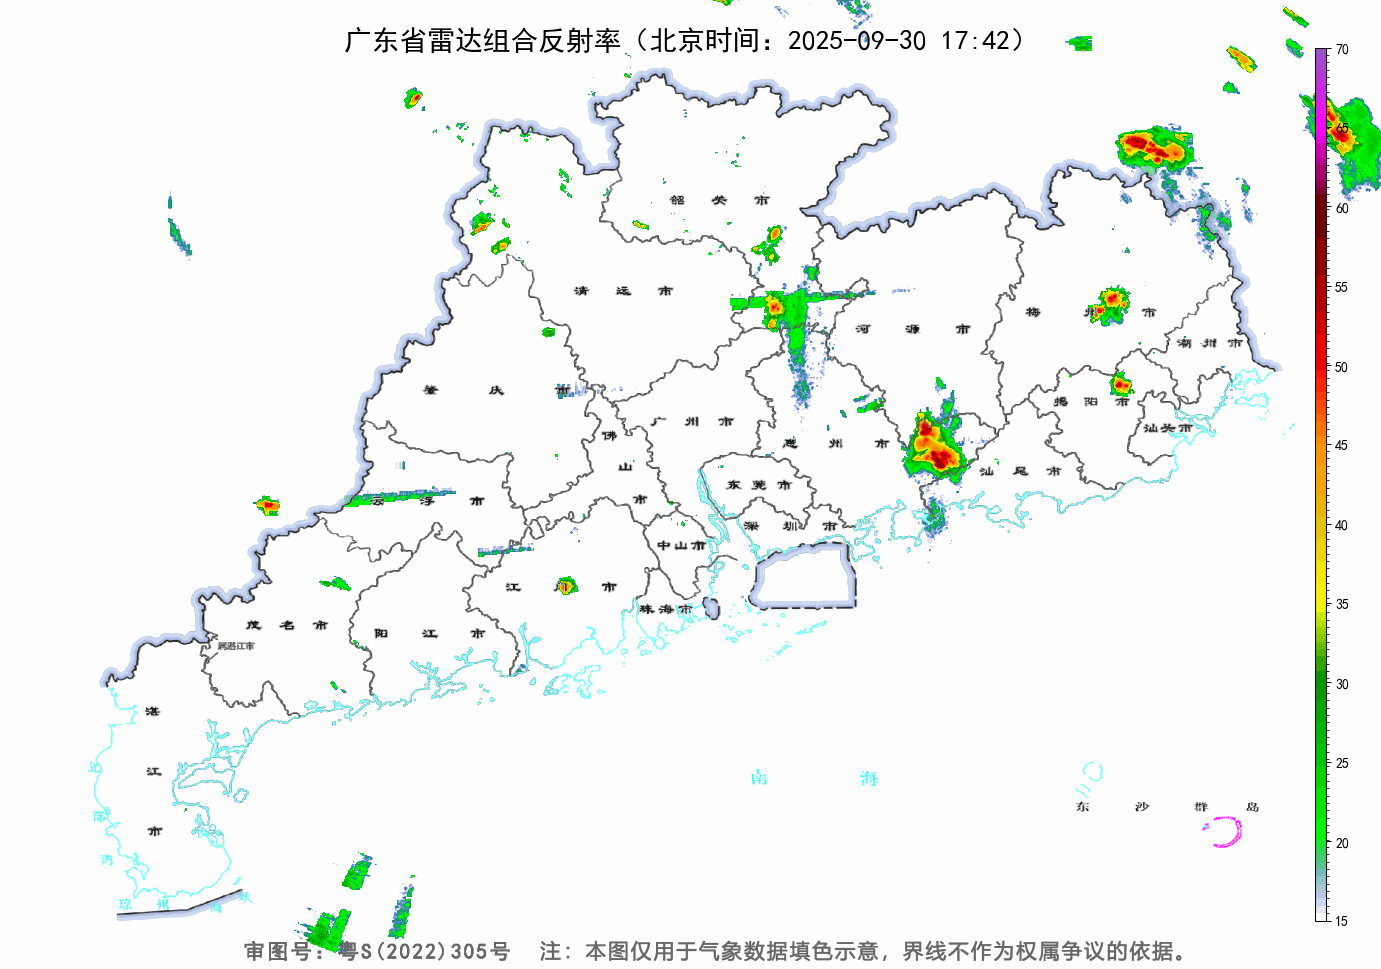 广东省雷达组合反射率（北京时间：2025-09-30 17:42）
70
65
60
55
50
45
40
35
30
25
20
15
韶关市
清远市
河源市
梅州市
潮州市
肇庆市
揭阳市
汕头市
佛山市
广州市
惠州市
汕尾市
云浮市
东莞市
深圳市
中山市
江门市
珠海市
茂名市
阳江市
属湛江市
湛江市
南海
北部湾
东沙群岛
琼州海峡
审图号：粤S(2022)305号 注：本图仅用于气象数据填色示意，界线不作为权属争议的依据。